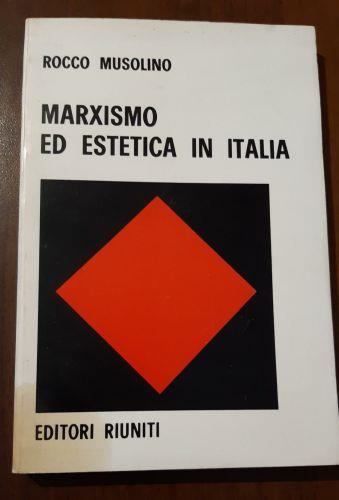 ROCCO MUSOLINO
MARXISMO
ED ESTETICA IN ITALIA
EDITORI RIUNITI